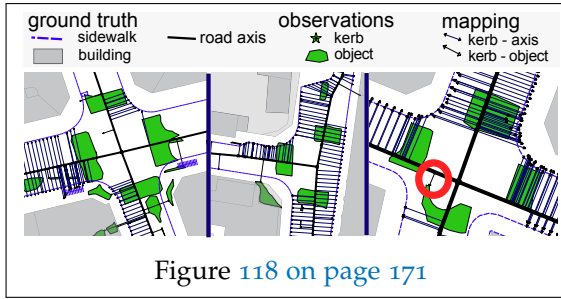 ground truth
sidewalk
building
road axis
observations
kerb
object
mapping
kerb - axis
kerb - object
Figure 118 on page 171